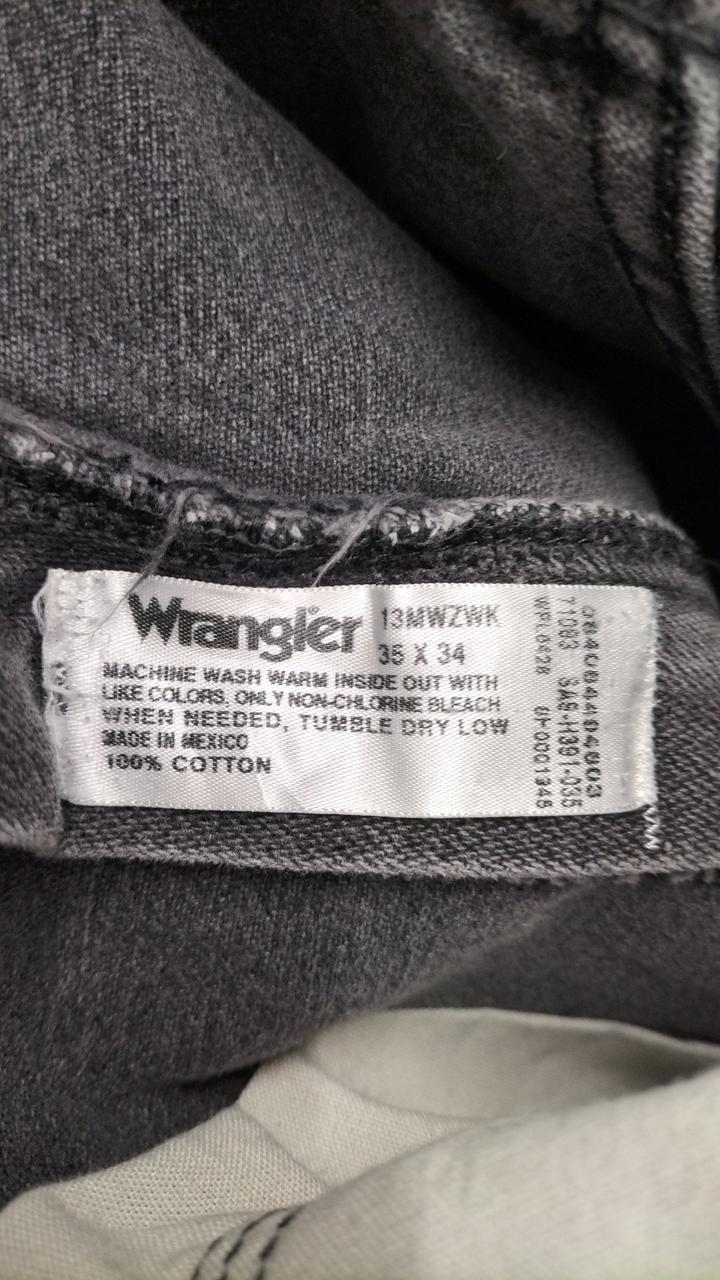 Wrangler®
13MWZWK
35 X 34
MACHINE WASH WARM INSIDE OUT WITH
LIKE COLORS, ONLY NON-CHLORINE BLEACH
WHEN NEEDED, TUMBLE DRY LOW
MADE IN MEXICO
100% COTTON